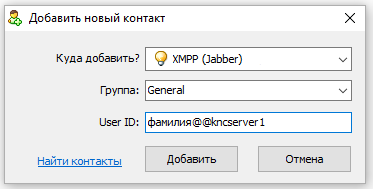 Добавить новый контакт
Куда добавить? XMPP (Jabber)
Группа: General
User ID: фамилия@@kncserver1
Найти контакты Добавить Отмена